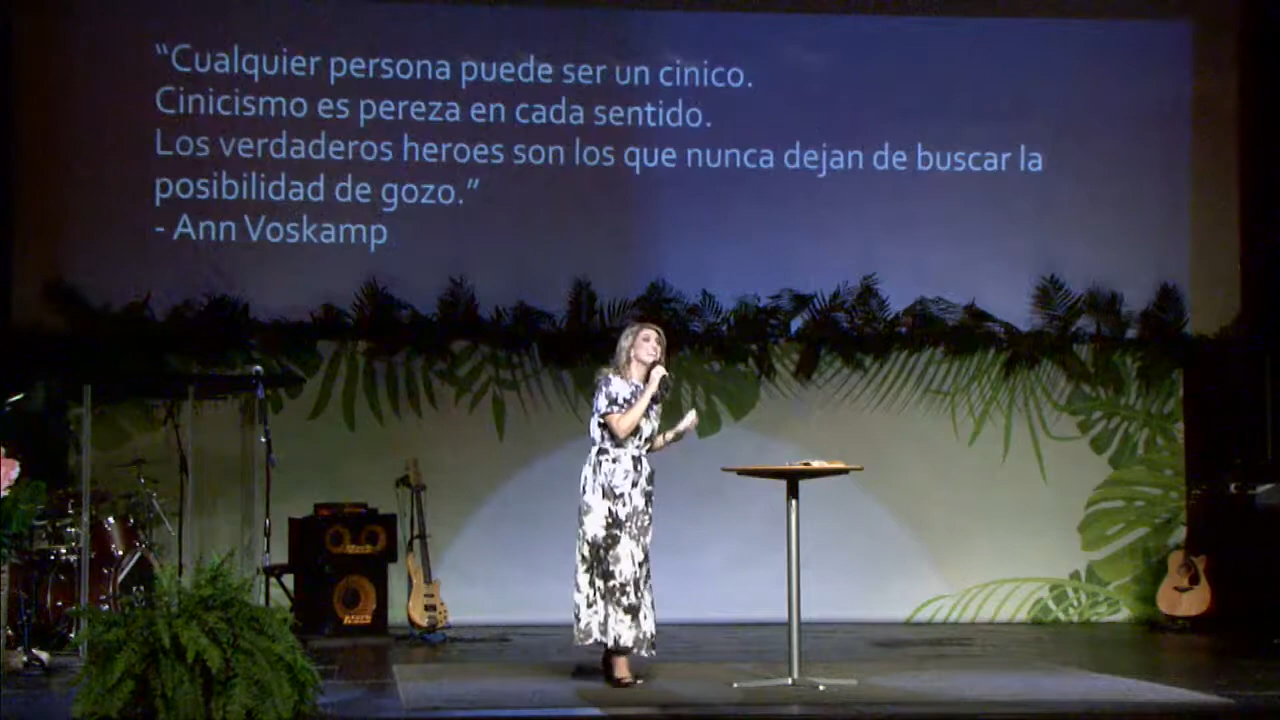 “Cualquier persona puede ser un cinico.
Cinicismo es pereza en cada sentido.
Los verdaderos heroes son los que nunca dejan de buscar la
posibilidad de gozo.”
- Ann Voskamp